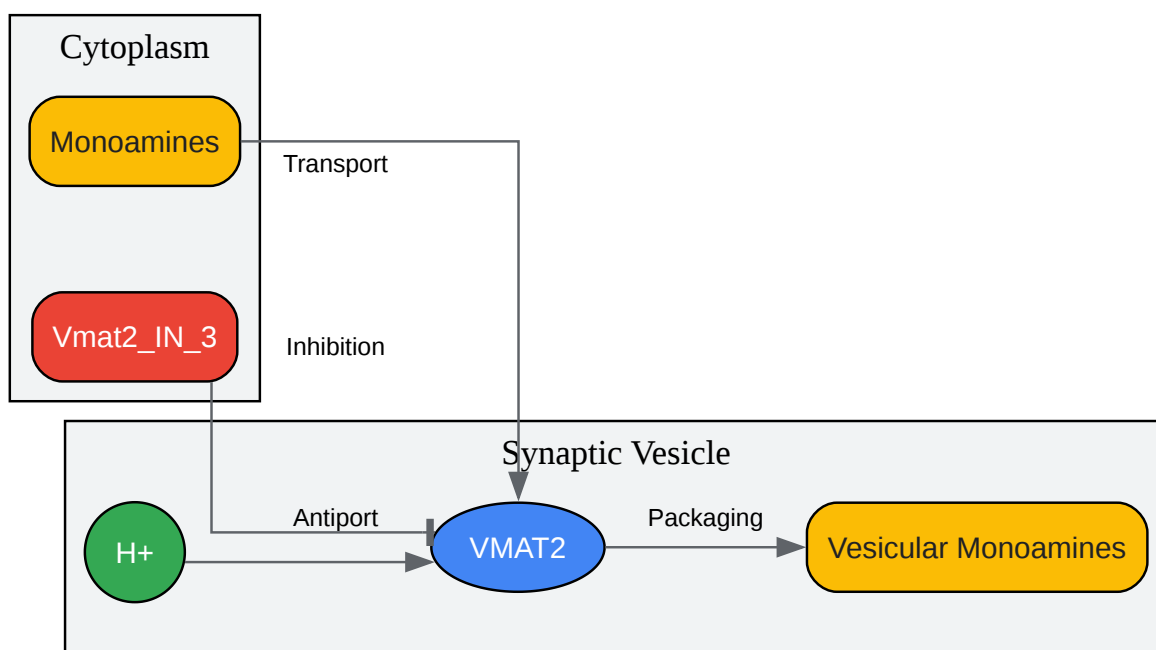 Cytoplasm
Monoamines
Transport
Vmat2_IN_3
Inhibition
Synaptic Vesicle
H+
Antiport
VMAT2
Packaging
Vesicular Monoamines